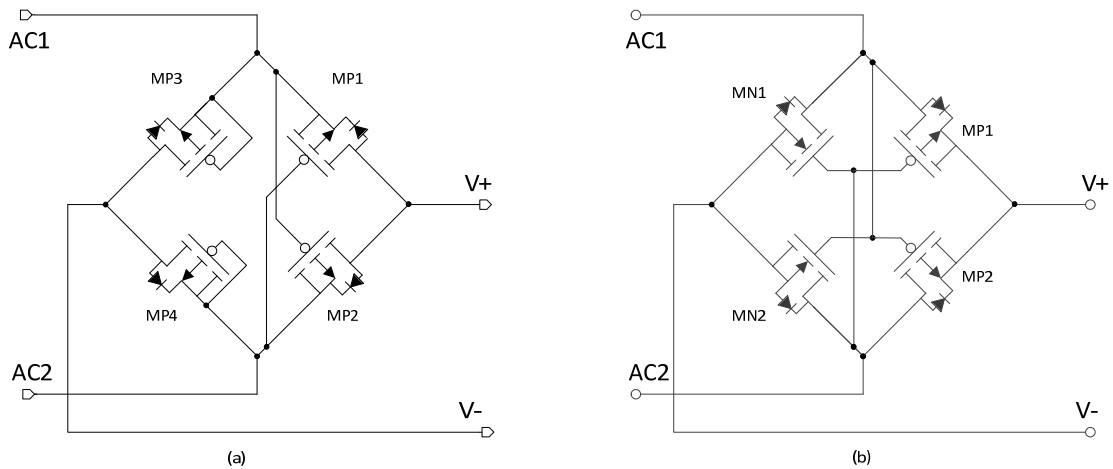 AC1
MP3
MP1
V+
MP4
MP2
AC2
V-
(a)
AC1
MN1
MP1
V+
MN2
MP2
AC2
V-
(b)